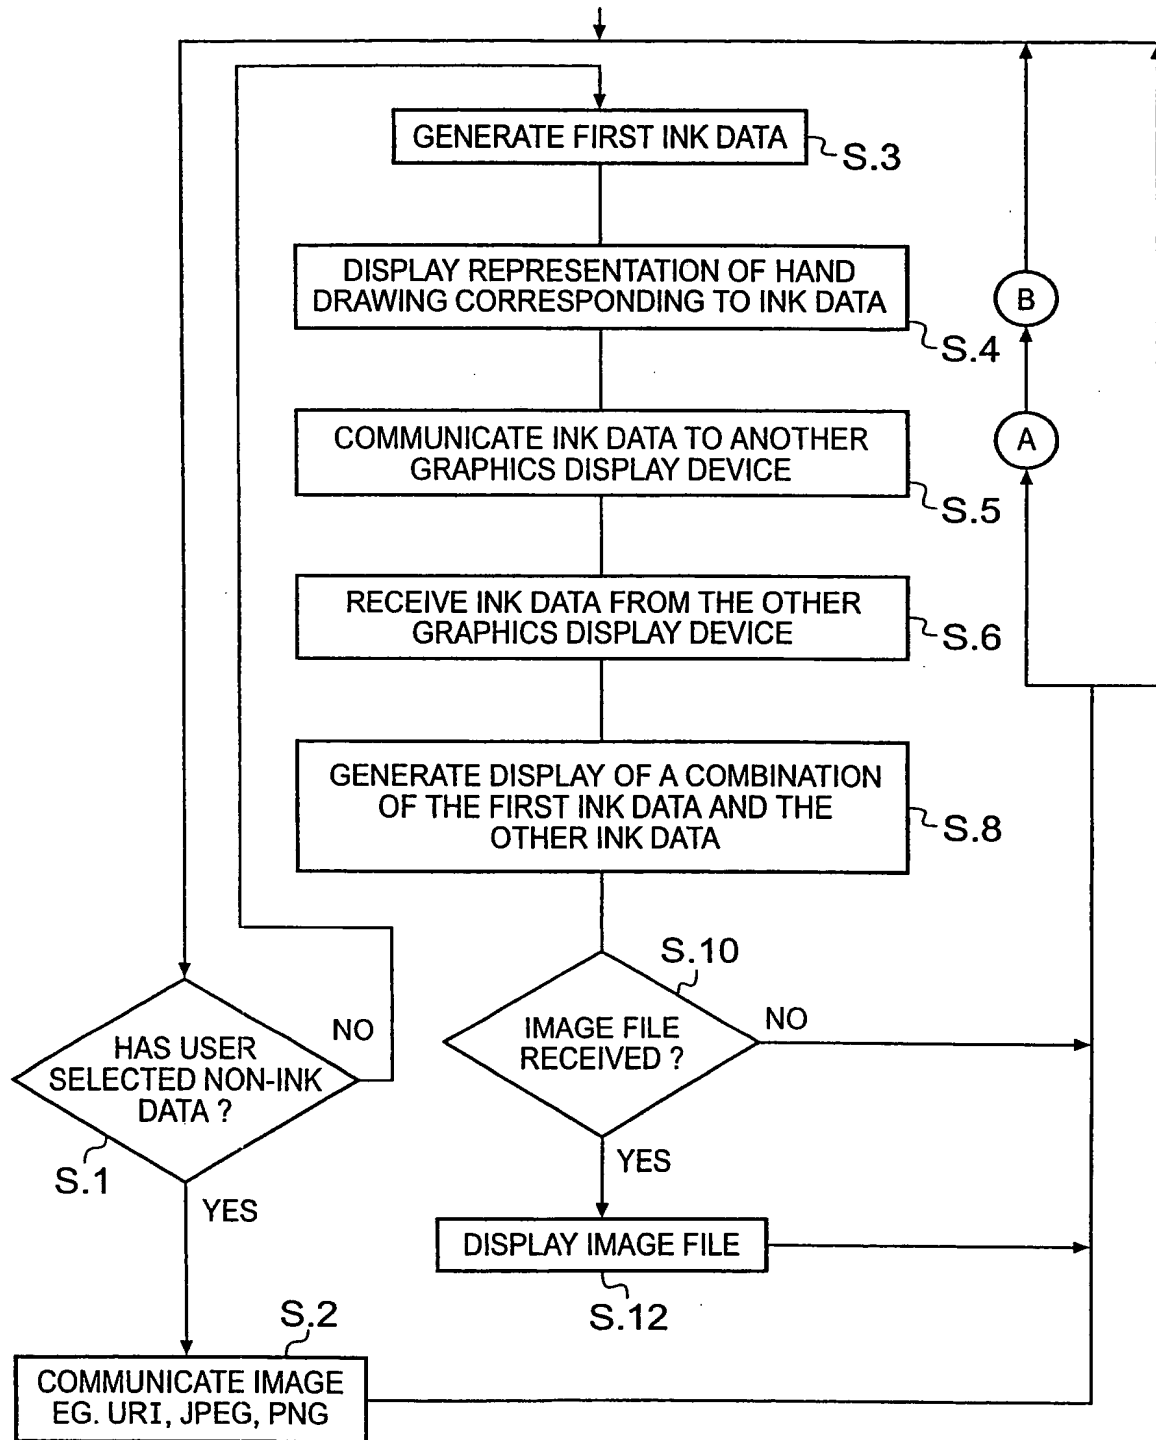 GENERATE FIRST INK DATA
S.3
DISPLAY REPRESENTATION OF HAND
DRAWING CORRESPONDING TO INK DATA
S.4
B
COMMUNICATE INK DATA TO ANOTHER
GRAPHICS DISPLAY DEVICE
S.5
A
RECEIVE INK DATA FROM THE OTHER
GRAPHICS DISPLAY DEVICE
S.6
GENERATE DISPLAY OF A COMBINATION
OF THE FIRST INK DATA AND THE
OTHER INK DATA
S.8
S.10
IMAGE FILE
RECEIVED ?
NO
YES
HAS USER
SELECTED NON-INK
DATA ?
NO
S.1
YES
DISPLAY IMAGE FILE
S.12
S.2
COMMUNICATE IMAGE
EG. URI, JPEG, PNG